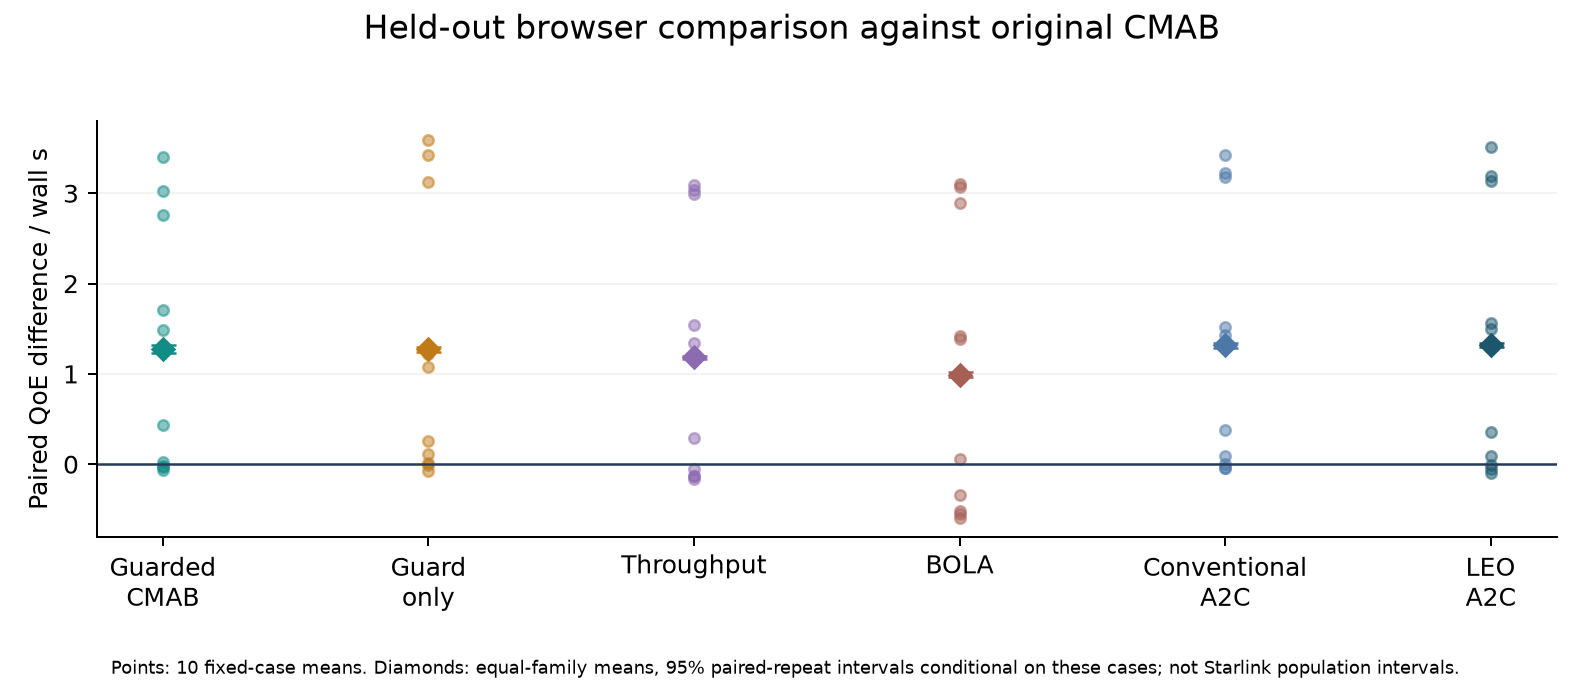 Held-out browser comparison against original CMAB
Paired QoE difference / wall s
3
2
1
0
Guarded
CMAB
Guard
only
Throughput
BOLA
Conventional
A2C
LEO
A2C
Points: 10 fixed-case means. Diamonds: equal-family means, 95% paired-repeat intervals conditional on these cases; not Starlink population intervals.